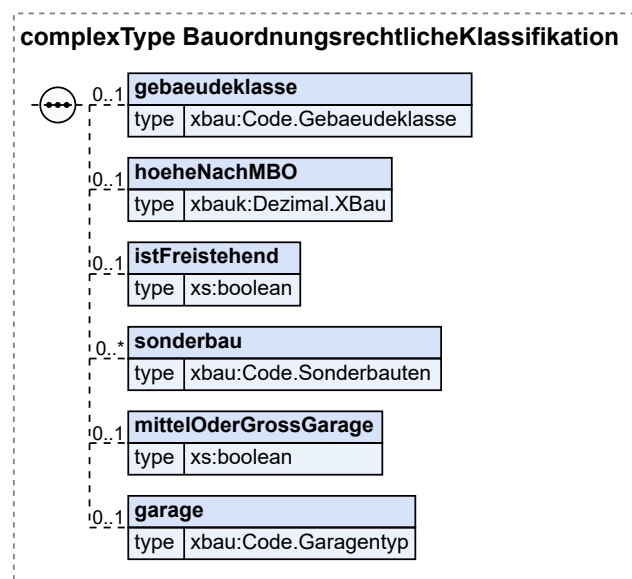 complexType BauordnungsrechtlicheKlassifikation
0..1 gebaeudeklasse
type xbau:Code.Gebaeudeklasse
0..1 hoeheNachMBO
type xbauk:Dezimal.XBau
0..1 istFreistehend
type xs:boolean
0..* sonderbau
type xbau:Code.Sonderbauten
0..1 mittelOderGrossGarage
type xs:boolean
0..1 garage
type xbau:Code.Garagentyp